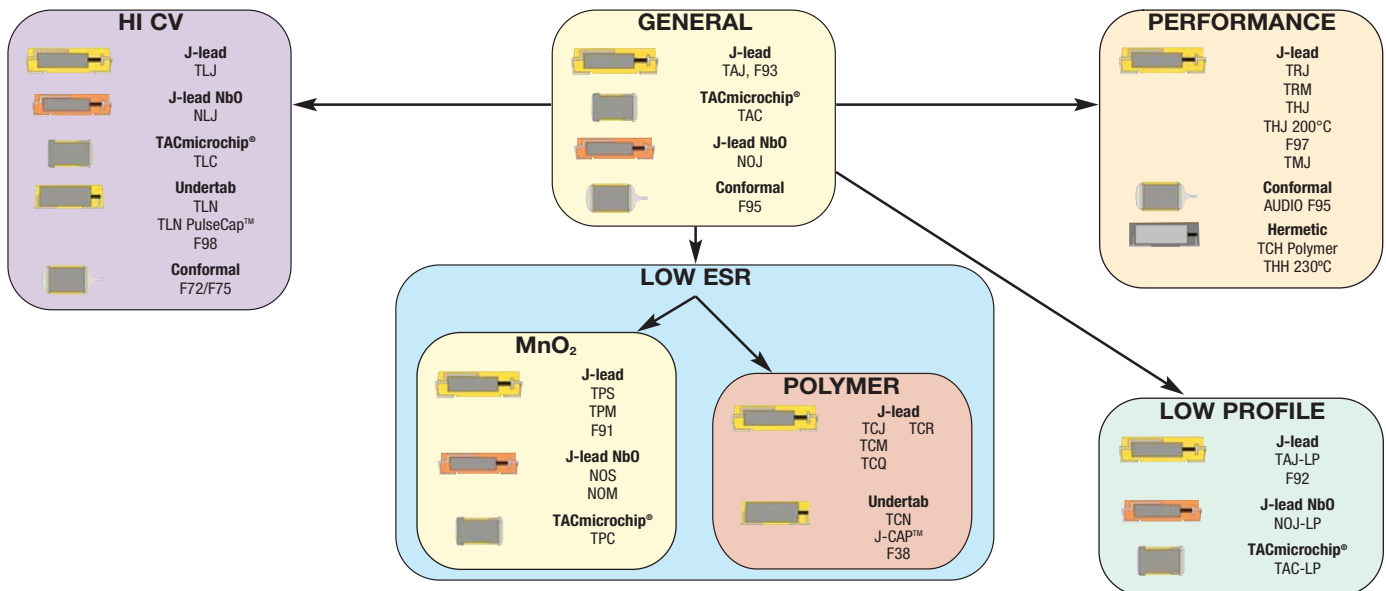 HI CV
J-lead
TLJ
J-lead NbO
NLJ
TACmicrochip®
TLC
Undertab
TLN
TLN PulseCap™
F98
Conformal
F72/F75
GENERAL
J-lead
TAJ, F93
TACmicrochip®
TAC
J-lead NbO
NOJ
Conformal
F95
PERFORMANCE
J-lead
TRJ
TRM
THJ
THJ 200°C
F97
TMJ
Conformal
AUDIO F95
Hermetic
TCH Polymer
THH 230ºC
LOW ESR
MnO₂
J-lead
TPS
TPM
F91
J-lead NbO
NOS
NOM
TACmicrochip®
TPC
POLYMER
J-lead
TCJ TCR
TCM
TCQ
Undertab
TCN
J-CAP™
F38
LOW PROFILE
J-lead
TAJ-LP
F92
J-lead NbO
NOJ-LP
TACmicrochip®
TAC-LP